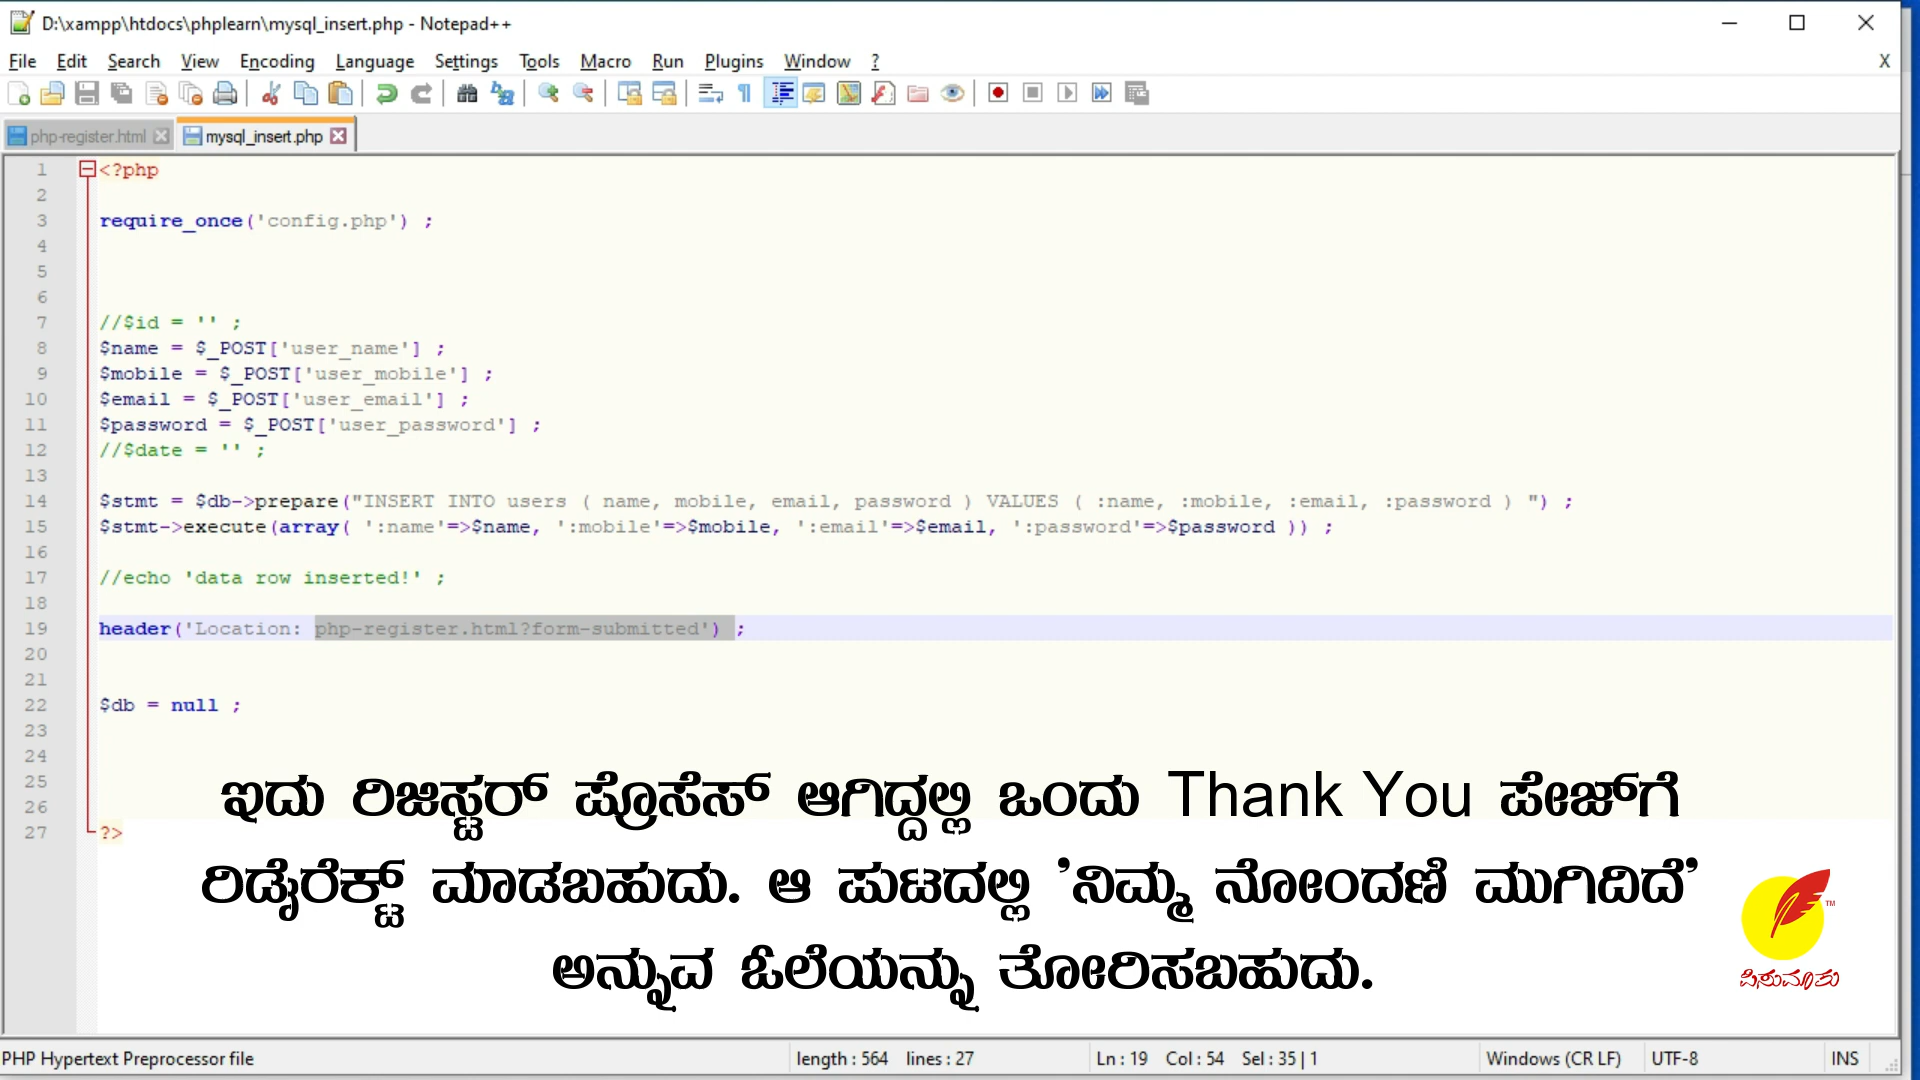 D:\xampp\htdocs\phplearn\mysql_insert.php - Notepad++
File Edit Search View Encoding Language Settings Tools Macro Run Plugins Window ? X
php-register.html mysql_insert.php
1 <?php
2
3 require_once('config.php') ;
4
5
6
7 //$id = '' ;
8 $name = $_POST['user_name'] ;
9 $mobile = $_POST['user_mobile'] ;
10 $email = $_POST['user_email'] ;
11 $password = $_POST['user_password'] ;
12 //$date = '' ;
13
14 $stmt = $db->prepare("INSERT INTO users ( name, mobile, email, password ) VALUES ( :name, :mobile, :email, :password ) ") ;
15 $stmt->execute(array( ':name'=>$name, ':mobile'=>$mobile, ':email'=>$email, ':password'=>$password )) ;
16
17 //echo 'data row inserted!' ;
18
19 header('Location: php-register.html?form-submitted') ;
20
21
22 $db = null ;
23
24
25
26
27 ?>
ಇದು ರಿಜಿಸ್ಟರ್ ಪ್ರೊಸೆಸ್ ಆಗಿದ್ದಲ್ಲಿ ಒಂದು Thank You ಪೇಜ್‌ಗೆ
ರಿಡೈರೆಕ್ಟ್ ಮಾಡಬಹುದು. ಆ ಪುಟದಲ್ಲಿ 'ನಿಮ್ಮ ನೋಂದಣಿ ಮುಗಿದಿದೆ'
ಅನ್ನುವ ಓಲೆಯನ್ನು ತೋರಿಸಬಹುದು.
TM
ಪಿಸುಮಾತು
PHP Hypertext Preprocessor file length : 564 lines : 27 Ln : 19 Col : 54 Sel : 35 | 1 Windows (CR LF) UTF-8 INS